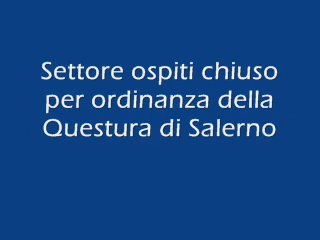 Settore ospiti chiuso
per ordinanza della
Questura di Salerno